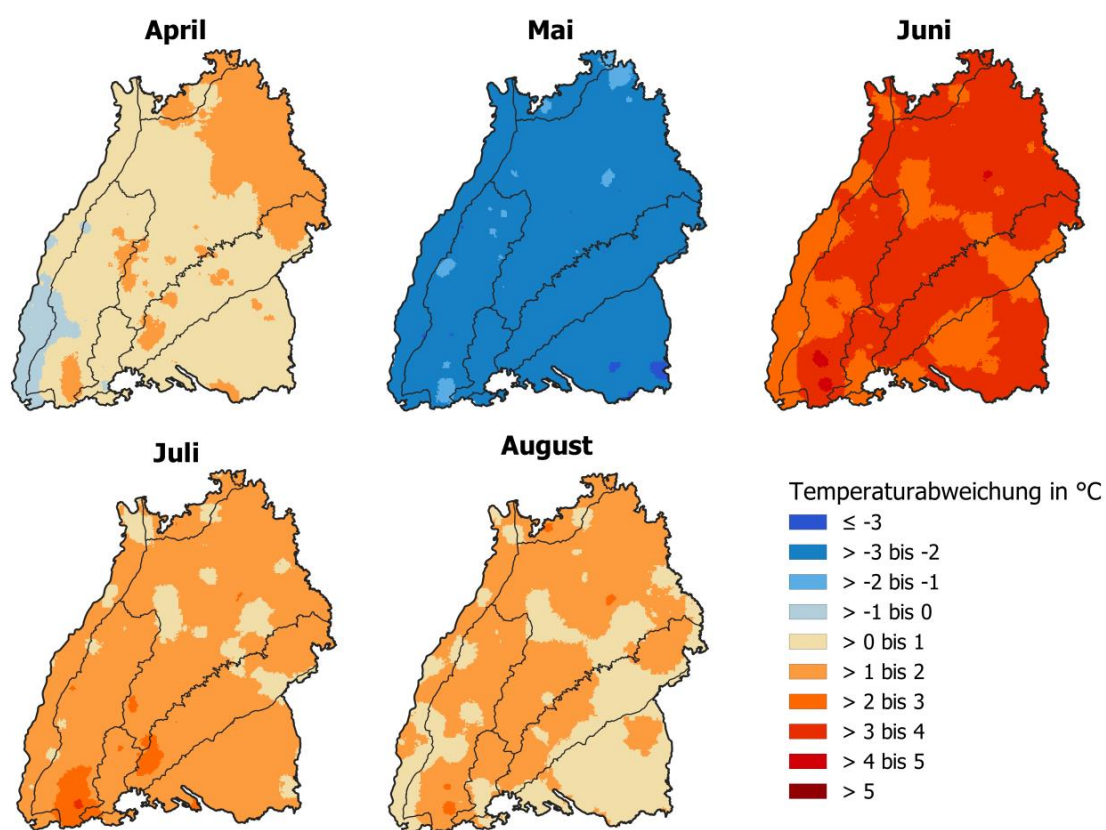 April
Mai
Juni
Juli
August
Temperaturabweichung in °C
≤ -3
> -3 bis -2
> -2 bis -1
> -1 bis 0
> 0 bis 1
> 1 bis 2
> 2 bis 3
> 3 bis 4
> 4 bis 5
> 5